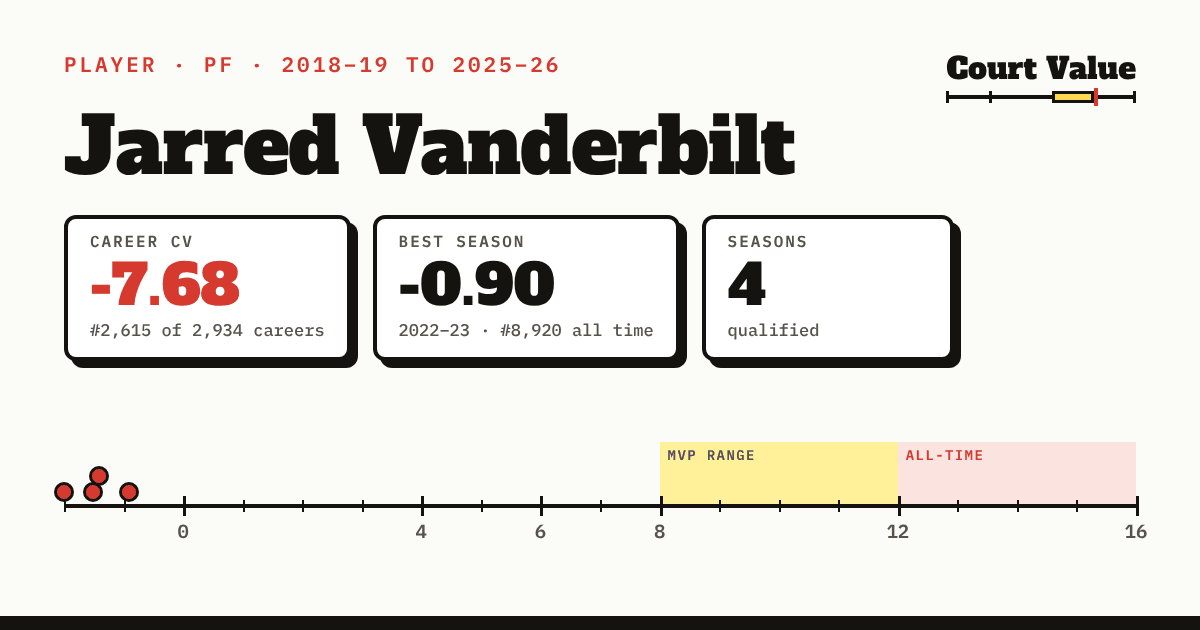 PLAYER · PF · 2018–19 TO 2025–26
Court Value
Jarred Vanderbilt
CAREER CV
-7.68
#2,615 of 2,934 careers
BEST SEASON
-0.90
2022–23 · #8,920 all time
SEASONS
4
qualified
MVP RANGE
ALL-TIME
0 4 6 8 12 16